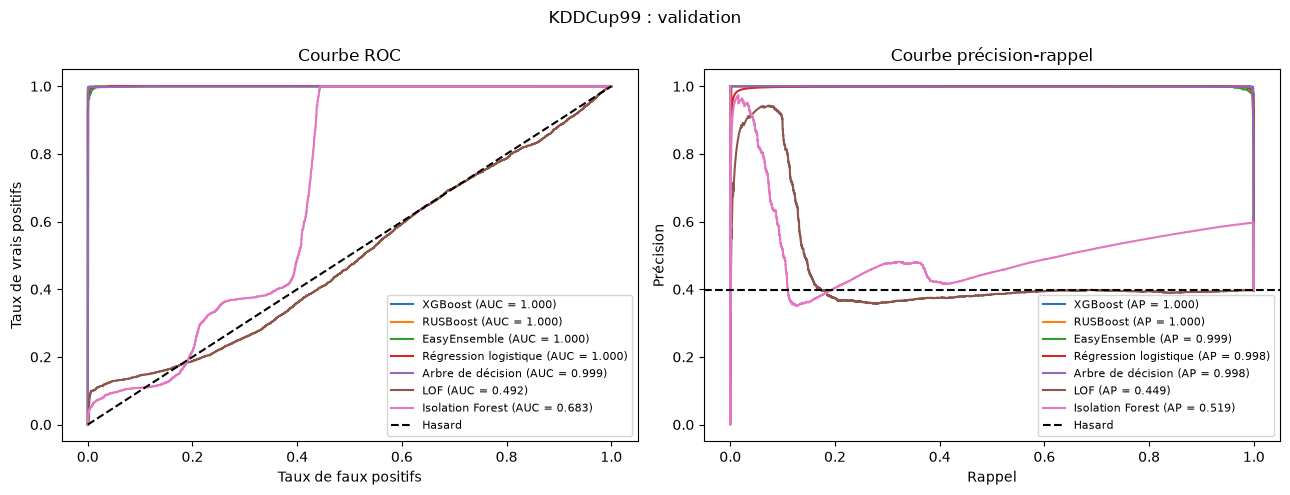 KDDCup99 : validation
Courbe ROC
Taux de vrais positifs
1.0
0.8
0.6
0.4
0.2
0.0
0.0 0.2 0.4 0.6 0.8 1.0
Taux de faux positifs
XGBoost (AUC = 1.000)
RUSBoost (AUC = 1.000)
EasyEnsemble (AUC = 1.000)
Régression logistique (AUC = 1.000)
Arbre de décision (AUC = 0.999)
LOF (AUC = 0.492)
Isolation Forest (AUC = 0.683)
Hasard
Courbe précision-rappel
Précision
1.0
0.8
0.6
0.4
0.2
0.0
0.0 0.2 0.4 0.6 0.8 1.0
Rappel
XGBoost (AP = 1.000)
RUSBoost (AP = 1.000)
EasyEnsemble (AP = 0.999)
Régression logistique (AP = 0.998)
Arbre de décision (AP = 0.998)
LOF (AP = 0.449)
Isolation Forest (AP = 0.519)
Hasard